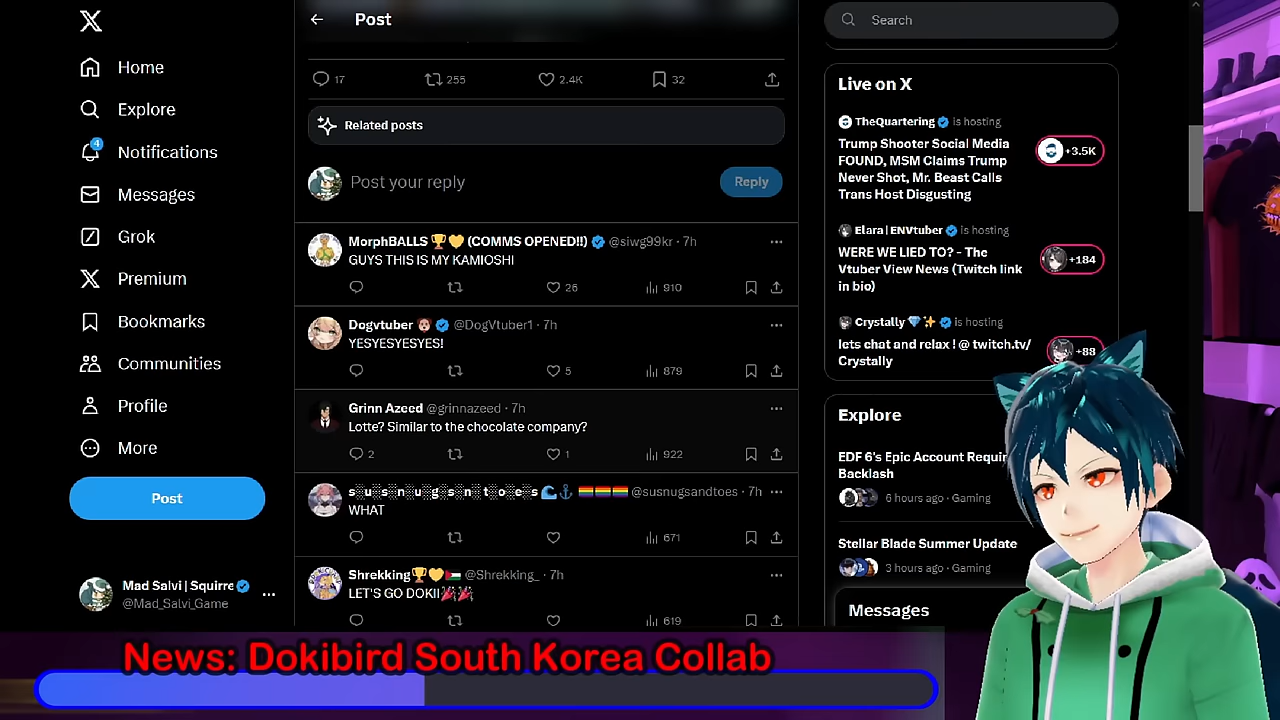 Post
Search
Home
Explore
4
Notifications
Messages
Grok
Premium
Bookmarks
Communities
Profile
More
Post
Mad Salvi | Squirre
@Mad_Salvi_Game
17
255
2.4K
32
Related posts
Post your reply
Reply
MorphBALLS 🏆💛 (COMMS OPENED!!) @siwg99kr · 7h
GUYS THIS IS MY KAMIOSHI
26
910
Dogvtuber 🐶 @DogVtuber1 · 7h
YESYESYESYES!
5
879
Grinn Azeed @grinnazeed · 7h
Lotte? Similar to the chocolate company?
2
1
922
s░u░s░n░u░g░s░n░t░o░e░s 🌊⚓ 🏳️‍🌈🏳️‍🌈🏳️‍🌈 @susnugsandtoes · 7h
WHAT
671
Shrekking🏆💛🇵🇸 @Shrekking_ · 7h
LET'S GO DOKII🎉🎉
619
Live on X
TheQuartering is hosting
Trump Shooter Social Media
FOUND, MSM Claims Trump
Never Shot, Mr. Beast Calls
Trans Host Disgusting
+3.5K
Elara | ENVtuber is hosting
WERE WE LIED TO? - The
Vtuber View News (Twitch link
in bio)
+184
Crystally 💎✨ is hosting
lets chat and relax ! @ twitch.tv/
Crystally
+88
Explore
EDF 6's Epic Account Requir
Backlash
6 hours ago · Gaming
Stellar Blade Summer Update
3 hours ago · Gaming
Messages
News: Dokibird South Korea Collab